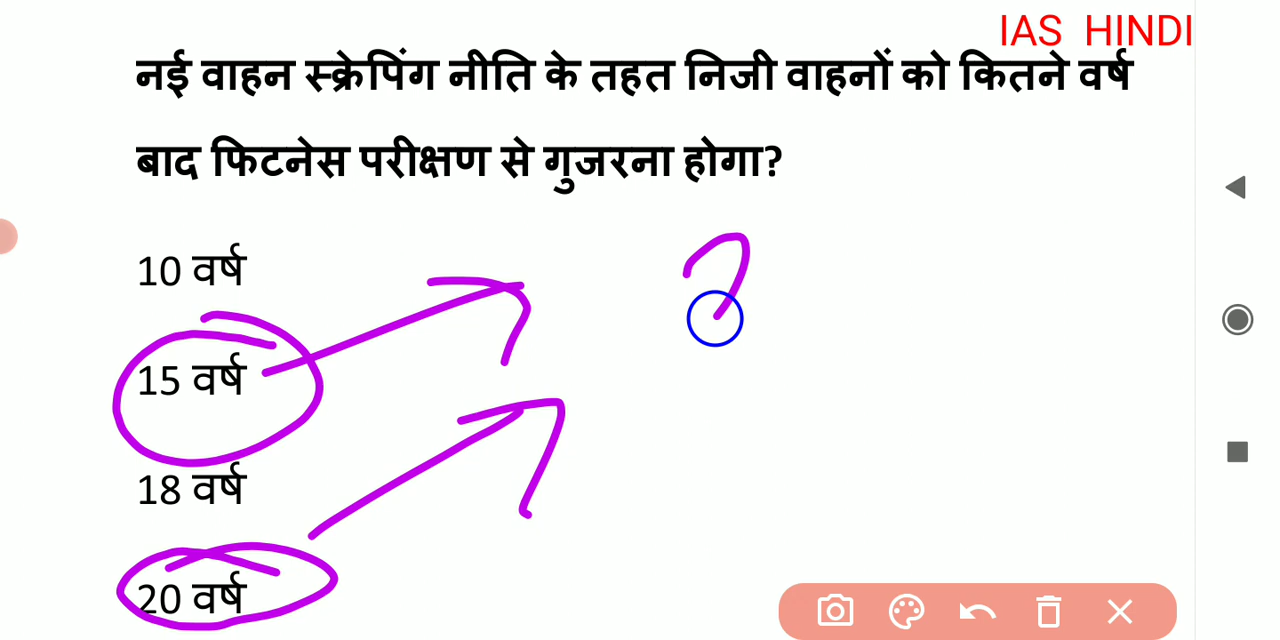 IAS HINDI
नई वाहन स्क्रेपिंग नीति के तहत निजी वाहनों को कितने वर्ष
बाद फिटनेस परीक्षण से गुजरना होगा?
10 वर्ष
15 वर्ष
18 वर्ष
20 वर्ष